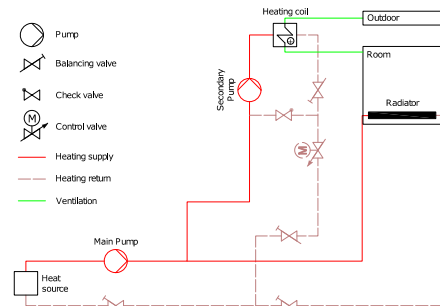 Heating coil
Outdoor
Pump
Room
Balancing valve
Secondary
Pump
Check valve
Radiator
M
Control valve
M
Heating supply
Heating return
Ventilation
Main Pump
Heat
source